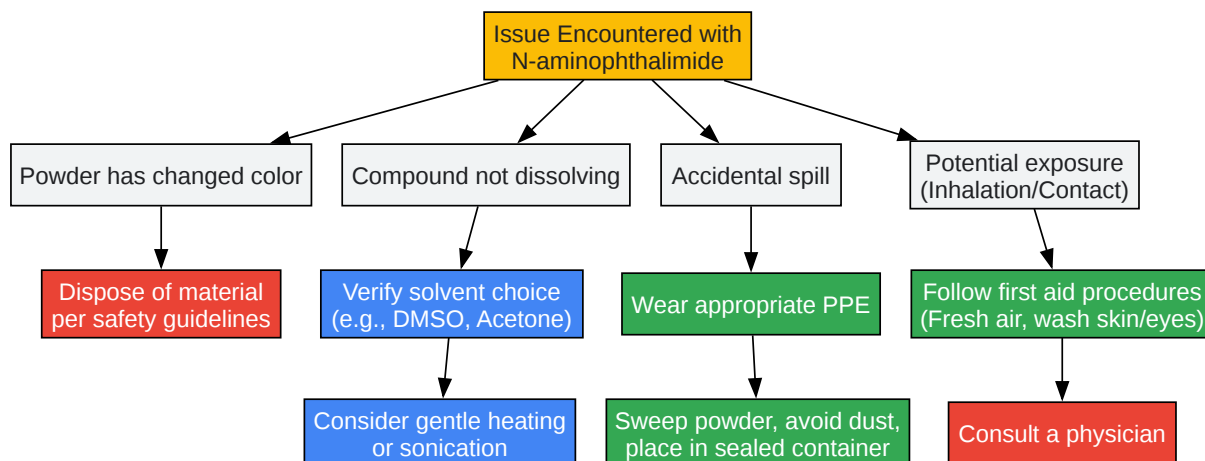 Issue Encountered with
N-aminophthalimide
Powder has changed color
Compound not dissolving
Accidental spill
Potential exposure
(Inhalation/Contact)
Dispose of material
per safety guidelines
Verify solvent choice
(e.g., DMSO, Acetone)
Wear appropriate PPE
Follow first aid procedures
(Fresh air, wash skin/eyes)
Consider gentle heating
or sonication
Sweep powder, avoid dust,
place in sealed container
Consult a physician